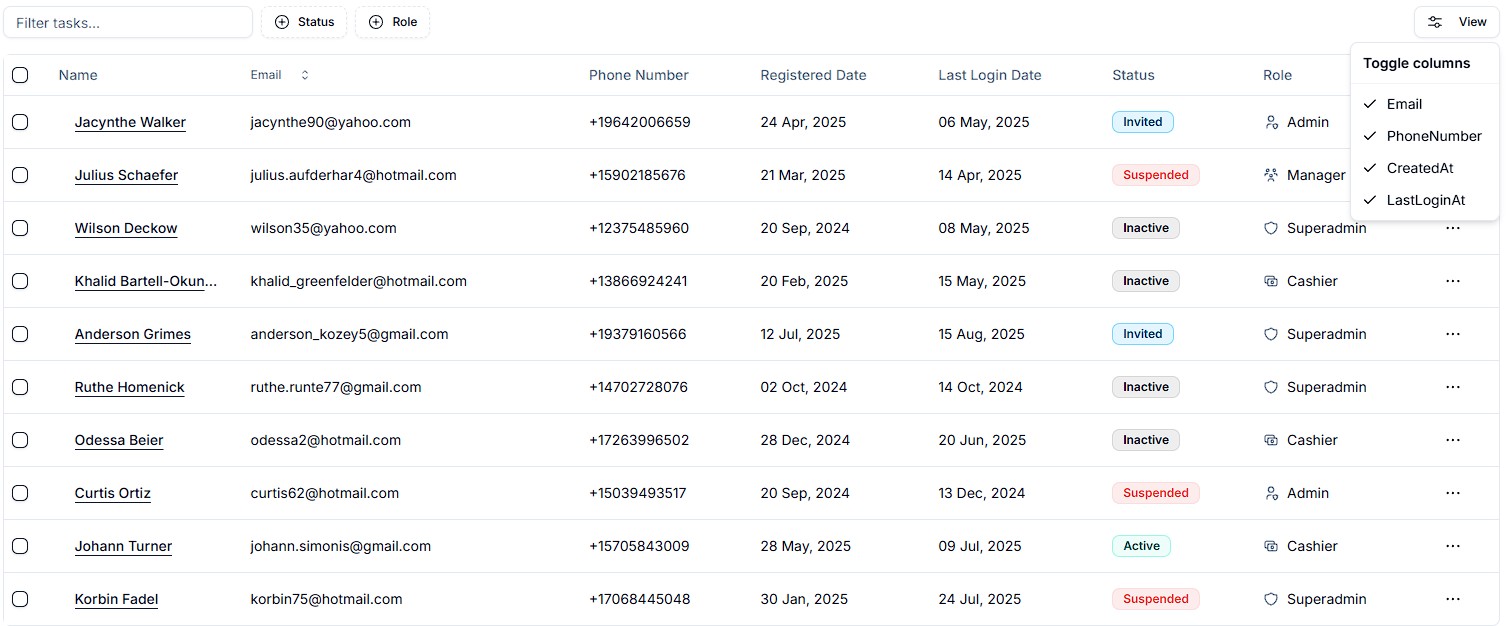 Filter tasks... Status Role View
Toggle columns
Email
PhoneNumber
CreatedAt
LastLoginAt
Name Email Phone Number Registered Date Last Login Date Status Role
Jacynthe Walker jacynthe90@yahoo.com +19642006659 24 Apr, 2025 06 May, 2025 Invited Admin
Julius Schaefer julius.aufderhar4@hotmail.com +15902185676 21 Mar, 2025 14 Apr, 2025 Suspended Manager
Wilson Deckow wilson35@yahoo.com +12375485960 20 Sep, 2024 08 May, 2025 Inactive Superadmin ...
Khalid Bartell-Okun... khalid_greenfelder@hotmail.com +13866924241 20 Feb, 2025 15 May, 2025 Inactive Cashier ...
Anderson Grimes anderson_kozey5@gmail.com +19379160566 12 Jul, 2025 15 Aug, 2025 Invited Superadmin ...
Ruthe Homenick ruthe.runte77@gmail.com +14702728076 02 Oct, 2024 14 Oct, 2024 Inactive Superadmin ...
Odessa Beier odessa2@hotmail.com +17263996502 28 Dec, 2024 20 Jun, 2025 Inactive Cashier ...
Curtis Ortiz curtis62@hotmail.com +15039493517 20 Sep, 2024 13 Dec, 2024 Suspended Admin ...
Johann Turner johann.simonis@gmail.com +15705843009 28 May, 2025 09 Jul, 2025 Active Cashier ...
Korbin Fadel korbin75@hotmail.com +17068445048 30 Jan, 2025 24 Jul, 2025 Suspended Superadmin ...